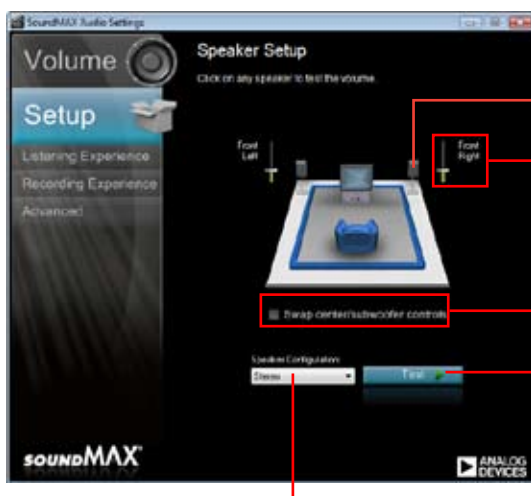 SoundMAX Audio Settings
Volume
Speaker Setup
Click on any speaker to test the volume.
Setup
Listening Experience
Recording Experience
Advanced
Front
Left
Front
Right
Swap center/subwoofer controls
Speaker Configuration:
Stereo
Test
SOUNDMAX
ANALOG
DEVICES